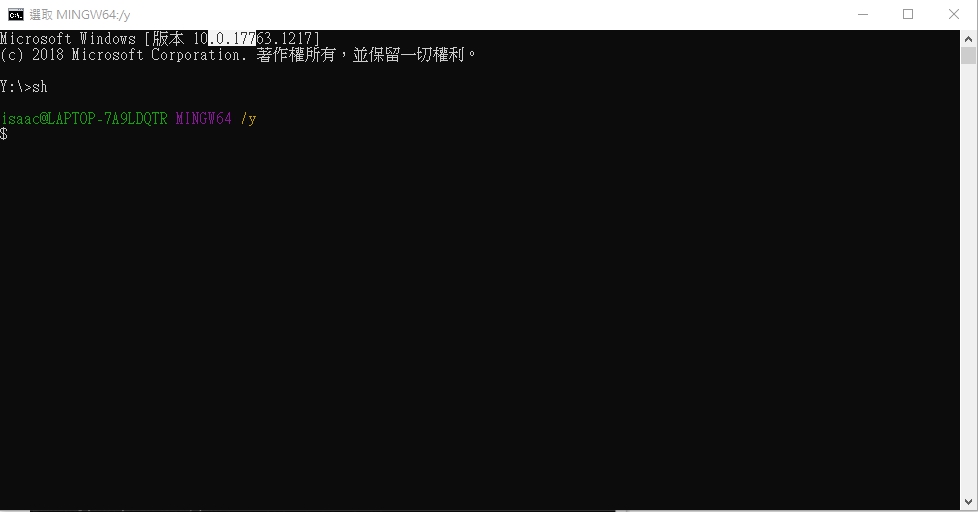 選取 MINGW64:/y
Microsoft Windows [版本 10.0.17763.1217]
(c) 2018 Microsoft Corporation. 著作權所有，並保留一切權利。
Y:\>sh
isaac@LAPTOP-7A9LDQTR MINGW64 /y
$